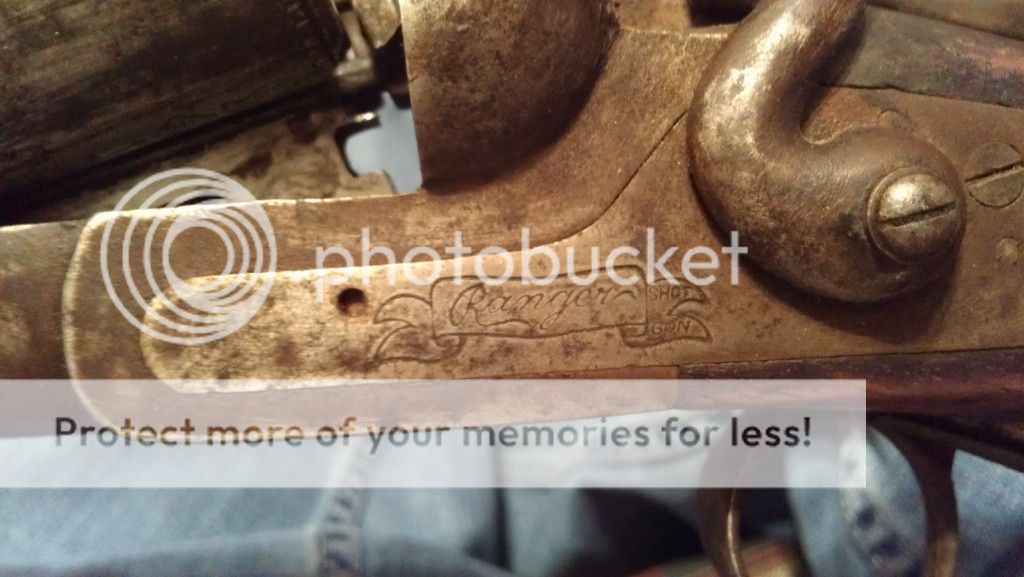 photobucket
Ranger SHOT
GUN
Protect more of your memories for less!